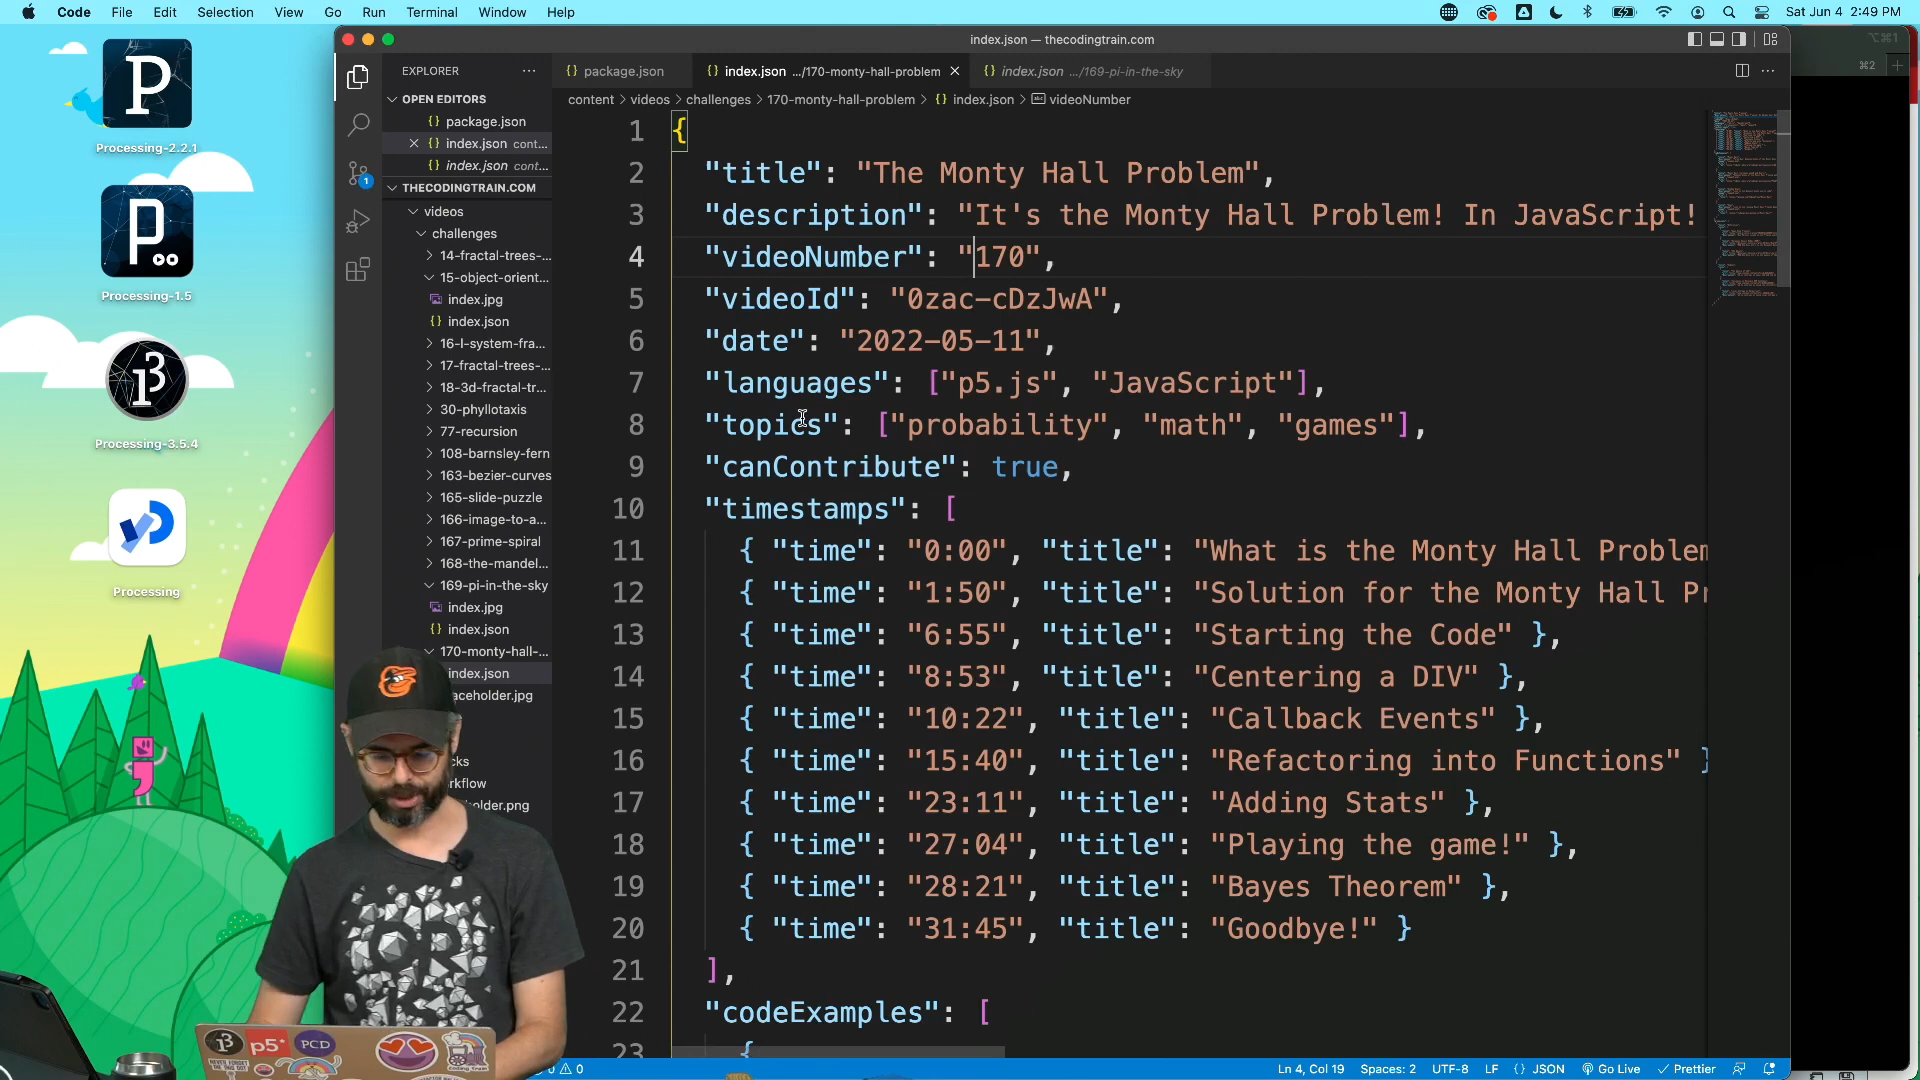 Code File Edit Selection View Go Run Terminal Window Help
Sat Jun 4 2:49 PM
index.json — thecodingtrain.com
⌥⌘1
⌘2
Processing-2.2.1
Processing-1.5
Processing-3.5.4
Processing
EXPLORER
OPEN EDITORS
package.json
index.json cont...
index.json cont...
THECODINGTRAIN.COM
videos
challenges
14-fractal-trees-...
15-object-orient...
index.jpg
index.json
16-l-system-fra...
17-fractal-trees-...
18-3d-fractal-tr...
30-phyllotaxis
77-recursion
108-barnsley-fern
163-bezier-curves
165-slide-puzzle
166-image-to-a...
167-prime-spiral
168-the-mandel...
169-pi-in-the-sky
index.jpg
index.json
170-monty-hall-...
index.json
aceholder.jpg
cks
rkflow
holder.png
package.json
index.json .../170-monty-hall-problem
index.json .../169-pi-in-the-sky
content > videos > challenges > 170-monty-hall-problem > {} index.json > videoNumber
1 {
2 "title": "The Monty Hall Problem",
3 "description": "It's the Monty Hall Problem! In JavaScript!
4 "videoNumber": "170",
5 "videoId": "0zac-cDzJwA",
6 "date": "2022-05-11",
7 "languages": ["p5.js", "JavaScript"],
8 "topics": ["probability", "math", "games"],
9 "canContribute": true,
10 "timestamps": [
11 { "time": "0:00", "title": "What is the Monty Hall Problem
12 { "time": "1:50", "title": "Solution for the Monty Hall Pr
13 { "time": "6:55", "title": "Starting the Code" },
14 { "time": "8:53", "title": "Centering a DIV" },
15 { "time": "10:22", "title": "Callback Events" },
16 { "time": "15:40", "title": "Refactoring into Functions" }
17 { "time": "23:11", "title": "Adding Stats" },
18 { "time": "27:04", "title": "Playing the game!" },
19 { "time": "28:21", "title": "Bayes Theorem" },
20 { "time": "31:45", "title": "Goodbye!" }
21 ],
22 "codeExamples": [
23 {
0 0
Ln 4, Col 19 Spaces: 2 UTF-8 LF {} JSON Go Live Prettier
p5*
PCD